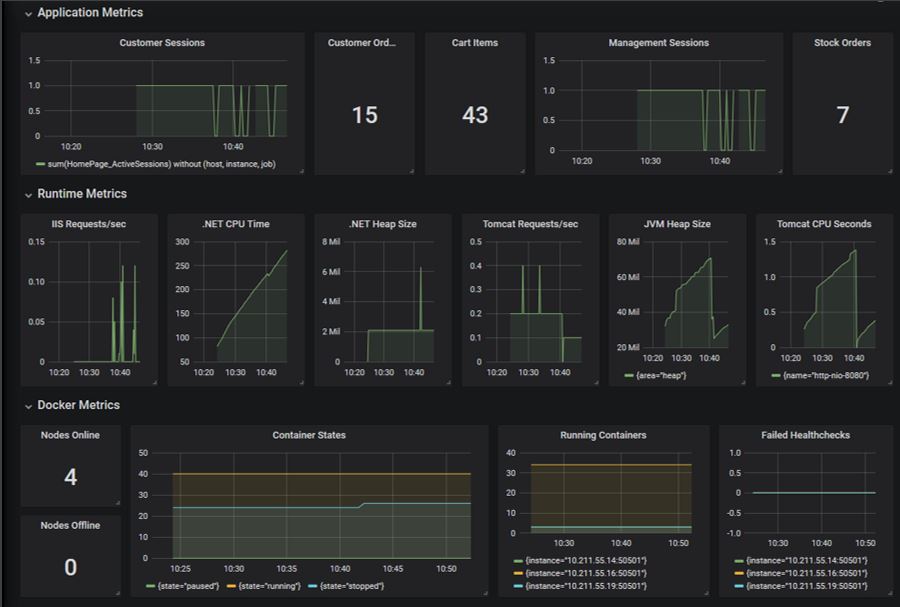 Application Metrics
Customer Sessions
1.5
1.0
0.5
0
10:20 10:30 10:40
sum(HomePage_ActiveSessions) without (host, instance, job)
Customer Ord...
15
Cart Items
43
Management Sessions
1.5
1.0
0.5
0
10:20 10:30 10:40
Stock Orders
7
Runtime Metrics
IIS Requests/sec
0.15
0.10
0.05
0
10:20 10:30 10:40
.NET CPU Time
300
250
200
150
100
50
10:20 10:30 10:40
.NET Heap Size
8 Mil
6 Mil
4 Mil
2 Mil
0
10:20 10:30 10:40
Tomcat Requests/sec
0.5
0.4
0.3
0.2
0.1
0
10:20 10:30 10:40
JVM Heap Size
80 Mil
60 Mil
40 Mil
20 Mil
10:20 10:30 10:40
{area="heap"}
Tomcat CPU Seconds
1.5
1.0
0.5
0
10:20 10:30 10:40
{name="http-nio-8080"}
Docker Metrics
Nodes Online
4
Nodes Offline
0
Container States
50
40
30
20
10
0
10:25 10:30 10:35 10:40 10:45 10:50
{state="paused"} {state="running"} {state="stopped"}
Running Containers
40
30
20
10
0
10:30 10:40 10:50
{instance="10.211.55.14:50501"}
{instance="10.211.55.16:50501"}
{instance="10.211.55.19:50501"}
Failed Healthchecks
1.0
0.5
0
-0.5
-1.0
10:30 10:40 10:50
{instance="10.211.55.14:50501"}
{instance="10.211.55.16:50501"}
{instance="10.211.55.19:50501"}